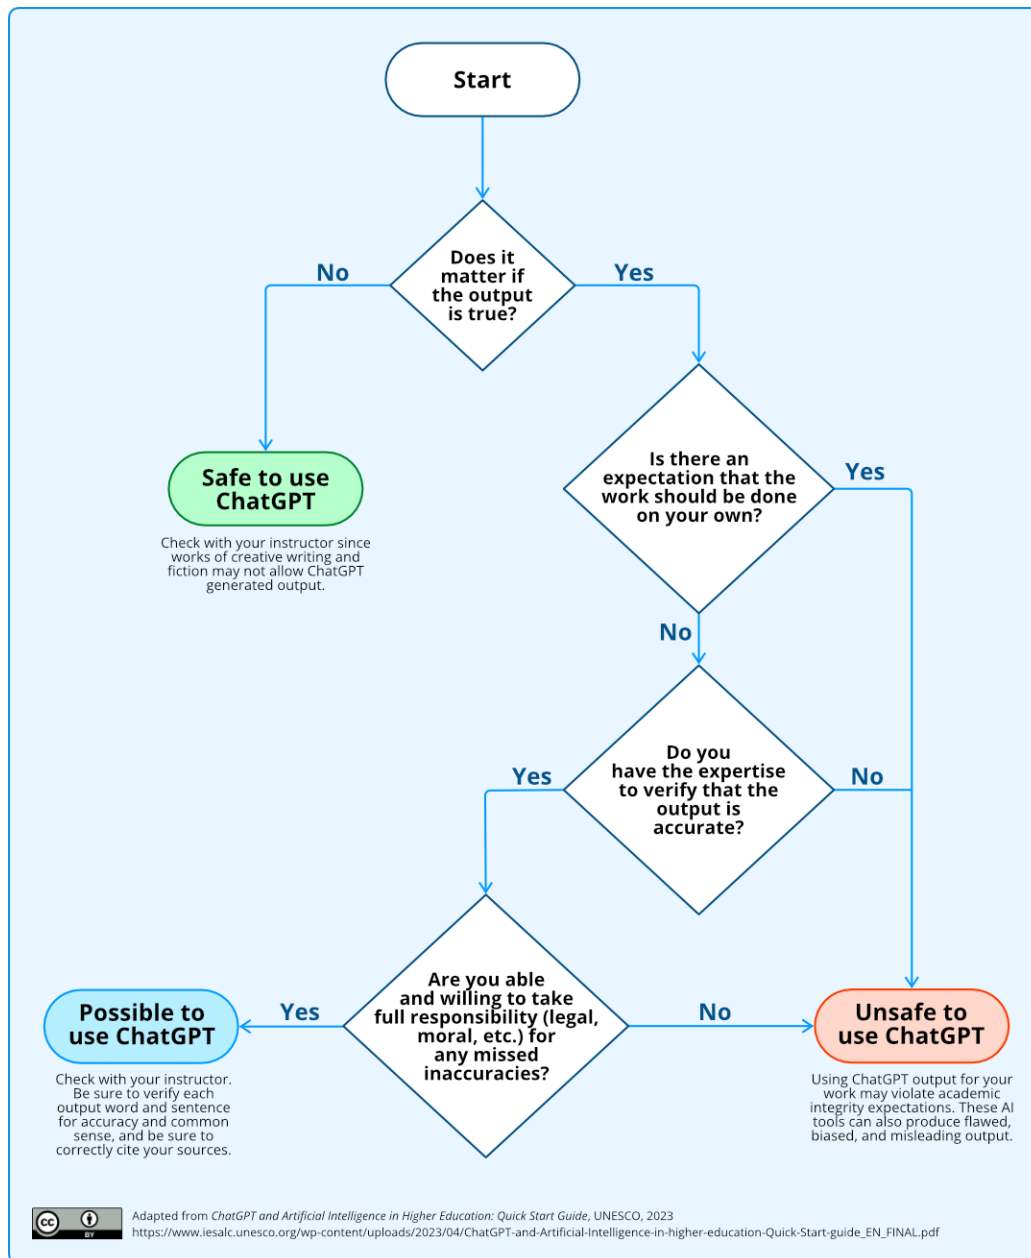 Start
Does it
matter if
the output
is true?
No
Yes
Safe to use
ChatGPT
Check with your instructor since
works of creative writing and
fiction may not allow ChatGPT
generated output.
Is there an
expectation that the
work should be done
on your own?
Yes
No
Do you
have the expertise
to verify that the
output is
accurate?
Yes
No
Are you able
and willing to take
full responsibility (legal,
moral, etc.) for
any missed
inaccuracies?
Yes
No
Possible to
use ChatGPT
Check with your instructor.
Be sure to verify each
output word and sentence
for accuracy and common
sense, and be sure to
correctly cite your sources.
Unsafe to
use ChatGPT
Using ChatGPT output for your
work may violate academic
integrity expectations. These AI
tools can also produce flawed,
biased, and misleading output.
cc
BY
Adapted from ChatGPT and Artificial Intelligence in Higher Education: Quick Start Guide, UNESCO, 2023
https://www.iesalc.unesco.org/wp-content/uploads/2023/04/ChatGPT-and-Artificial-Intelligence-in-higher-education-Quick-Start-guide_EN_FINAL.pdf